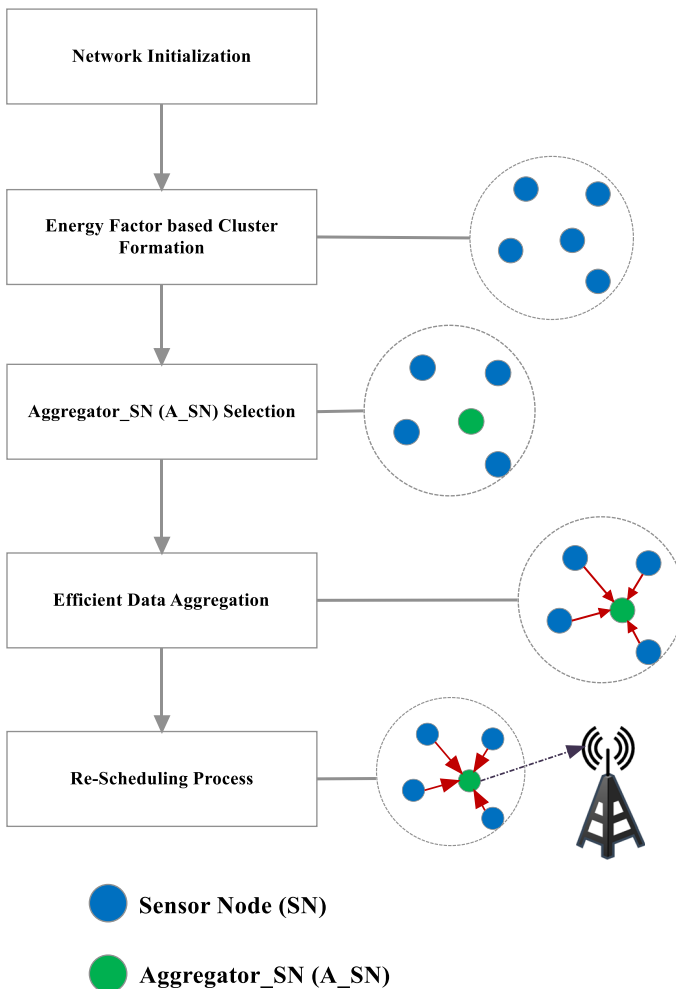 Network Initialization
Energy Factor based Cluster
Formation
Aggregator_SN (A_SN) Selection
Efficient Data Aggregation
Re-Scheduling Process
Sensor Node (SN)
Aggregator_SN (A_SN)